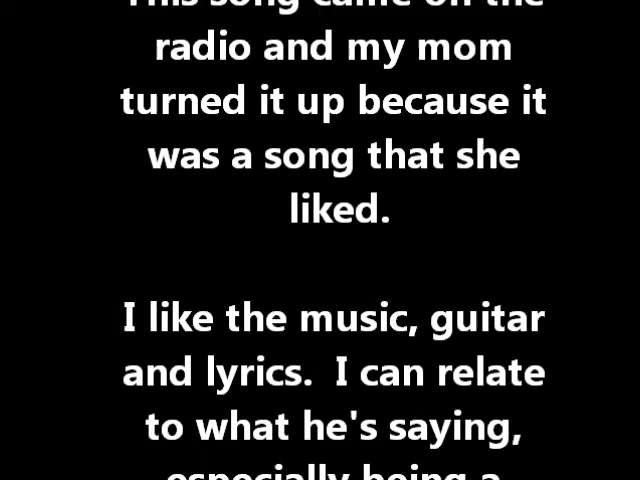 This song came on the
radio and my mom
turned it up because it
was a song that she
liked.
I like the music, guitar
and lyrics.  I can relate
to what he's saying,
especially being a